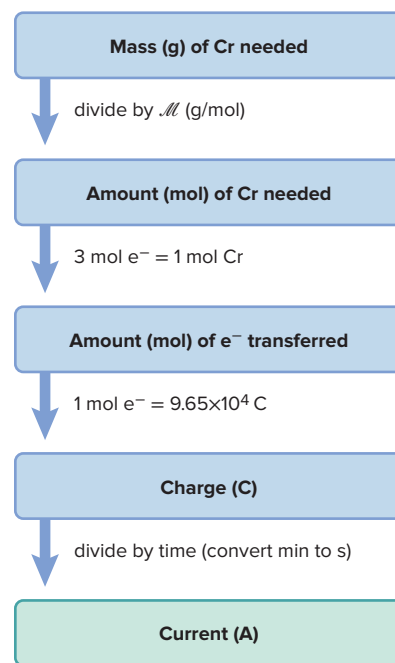 Mass (g) of Cr needed
divide by ℳ (g/mol)
Amount (mol) of Cr needed
3 mol e⁻ = 1 mol Cr
Amount (mol) of e⁻ transferred
1 mol e⁻ = 9.65×10⁴ C
Charge (C)
divide by time (convert min to s)
Current (A)